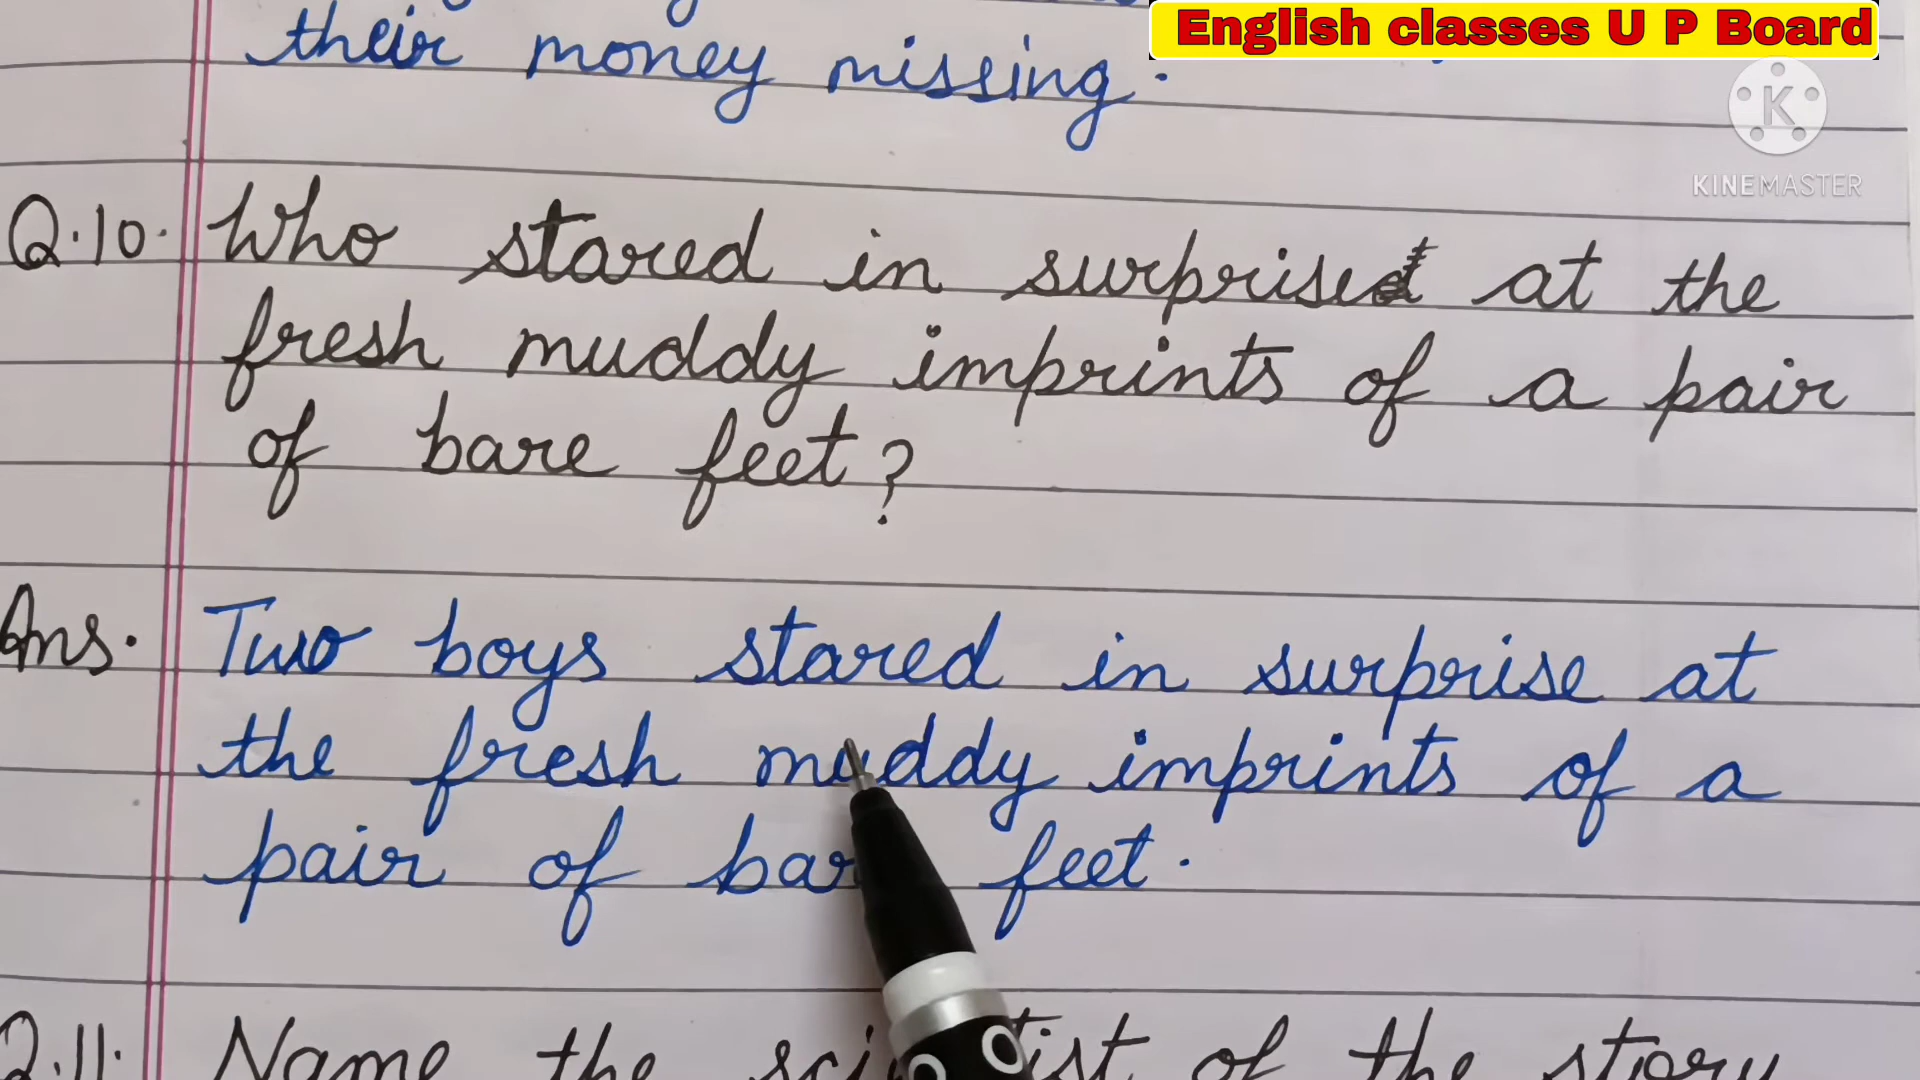 English classes U P Board
their money missing.
KINEMASTER
Q.10. Who stared in surprised at the
fresh muddy imprints of a pair
of bare feet?
Ans. Two boys stared in surprise at
the fresh muddy imprints of a
pair of bare feet.
Q.11. Name the scientist of the story